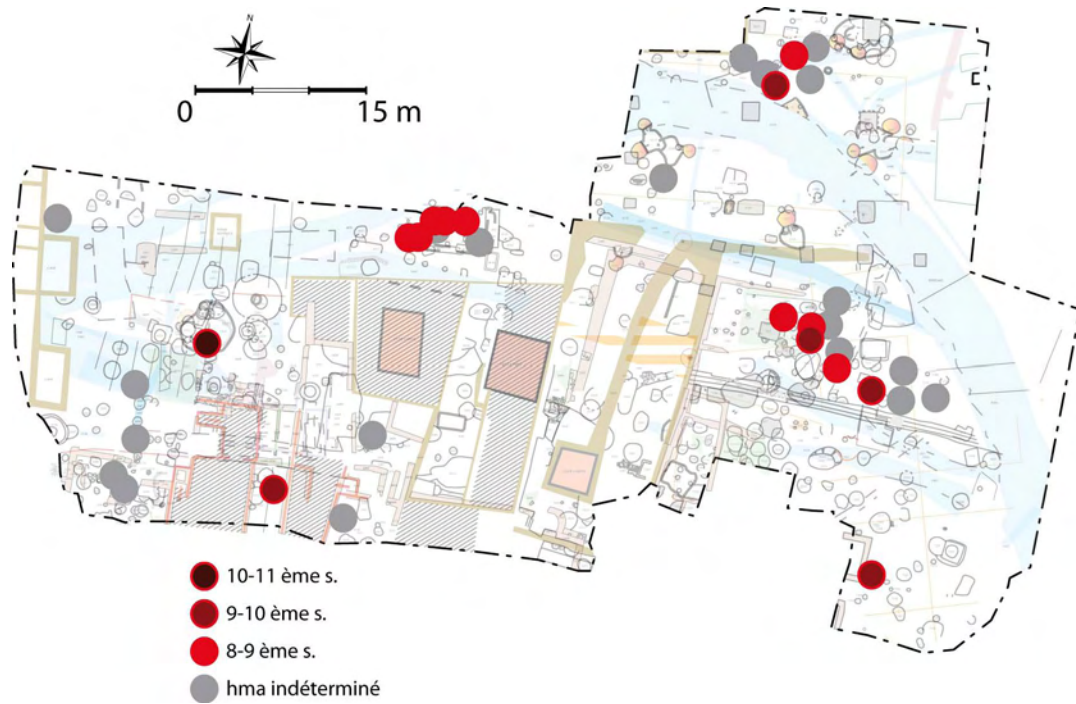 N
0 15 m
10-11 ème s.
9-10 ème s.
8-9 ème s.
hma indéterminé